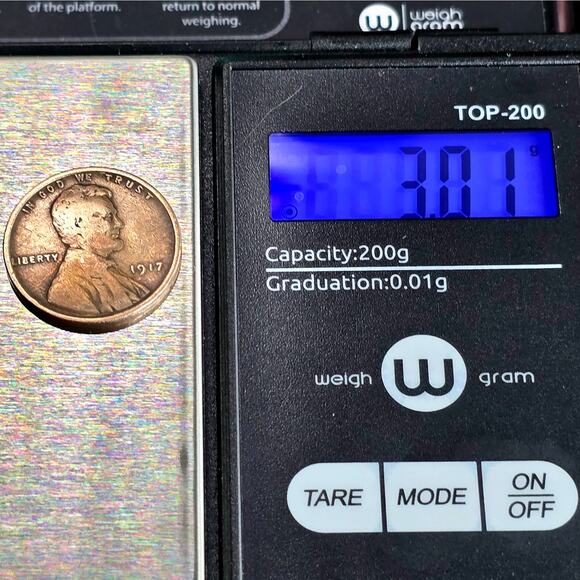 of the platform.
return to normal
weighing.
W weigh
gram
TOP-200
3.01 g
Capacity:200g
Graduation:0.01g
weigh W gram
TARE
MODE
ON
OFF
IN GOD WE TRUST
LIBERTY
1917